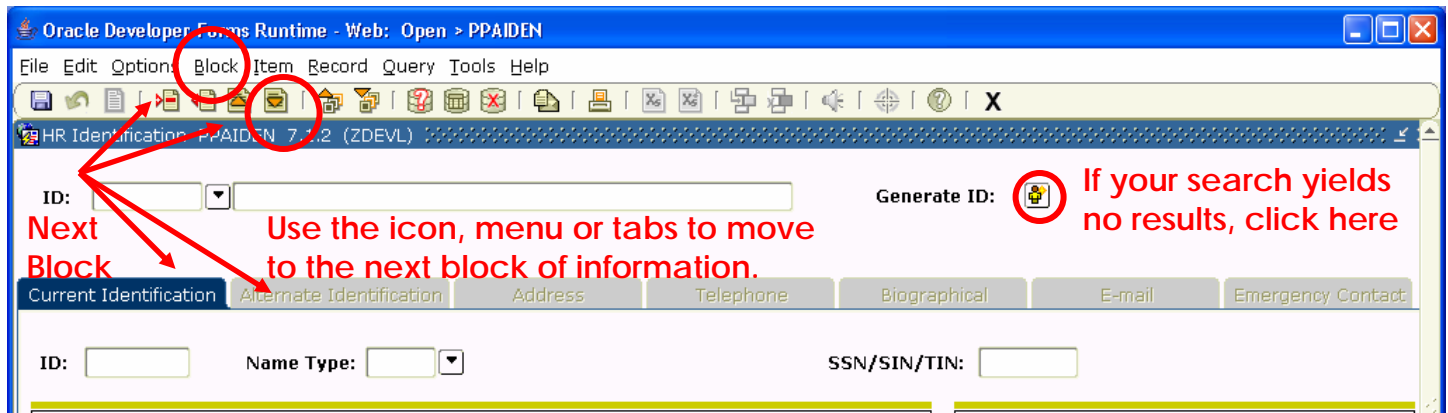 Oracle Developer Forms Runtime - Web: Open > PPAIDEN
File Edit Options Block Item Record Query Tools Help
X
HR Identification PPAIDEN 7.1.2 (ZDEVL)
ID:
Generate ID:
If your search yields
no results, click here
Next
Block
Use the icon, menu or tabs to move
to the next block of information.
Current Identification Alternate Identification Address Telephone Biographical E-mail Emergency Contact
ID:
Name Type:
SSN/SIN/TIN: